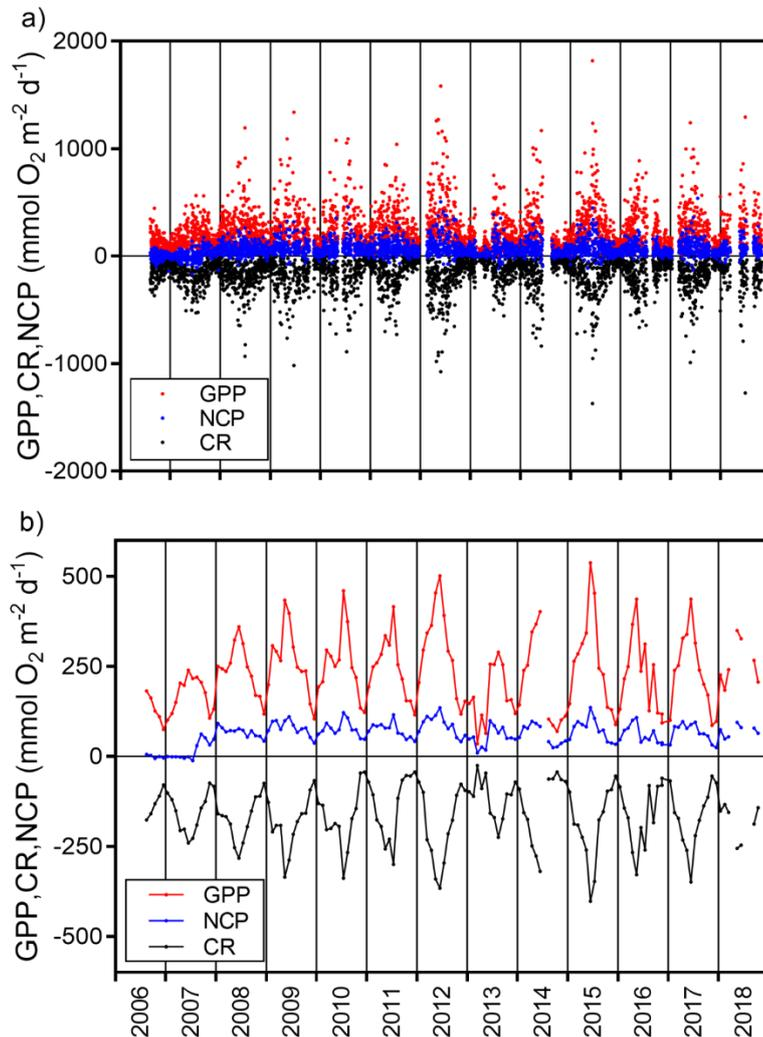 a)
2000
1000
0
-1000
-2000
GPP,CR,NCP (mmol O2 m-2 d-1)
GPP
NCP
CR
b)
500
250
0
-250
-500
GPP,CR,NCP (mmol O2 m-2 d-1)
GPP
NCP
CR
2006 2007 2008 2009 2010 2011 2012 2013 2014 2015 2016 2017 2018